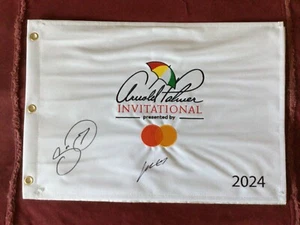 Arnold Palmer
INVITATIONAL
presented by
2024